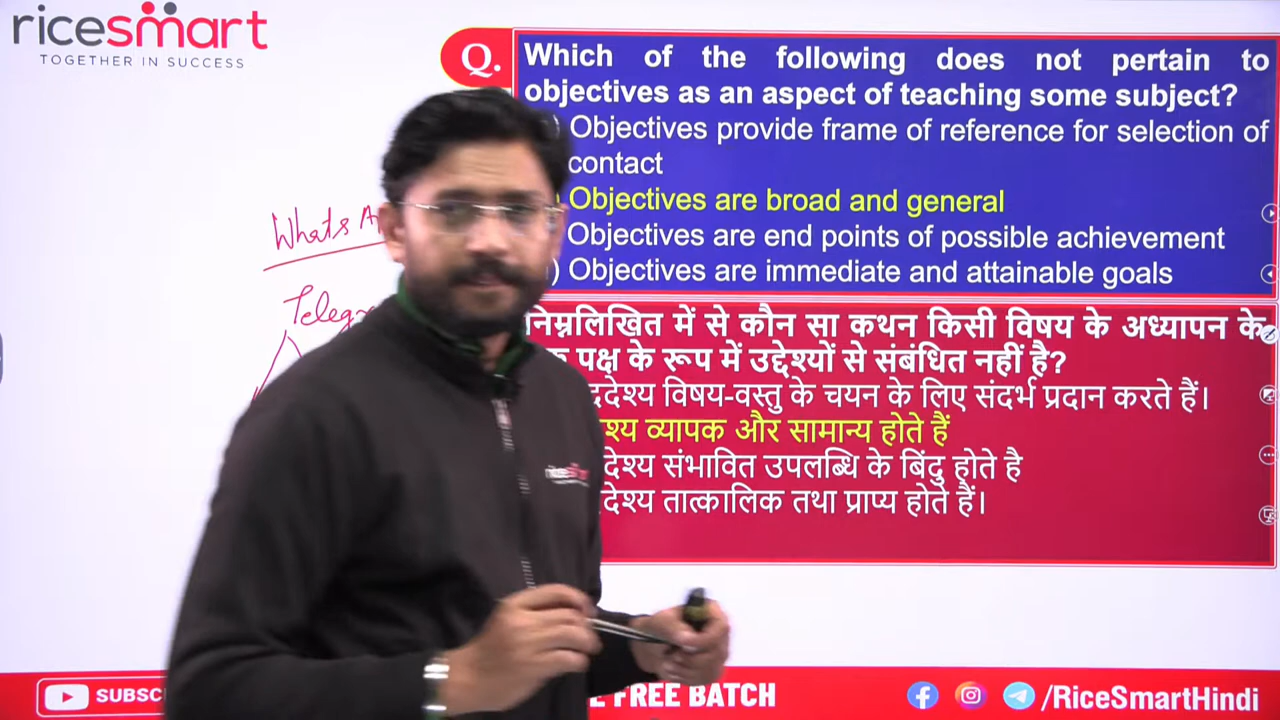 ricesmart
TOGETHER IN SUCCESS
Q.
Which of the following does not pertain to
objectives as an aspect of teaching some subject?
) Objectives provide frame of reference for selection of
contact
Objectives are broad and general
Objectives are end points of possible achievement
) Objectives are immediate and attainable goals
Whats
निम्नलिखित में से कौन सा कथन किसी विषय के अध्यापन के
पक्ष के रूप में उद्देश्यों से संबंधित नहीं है?
विषय-वस्तु के चयन के लिए संदर्भ प्रदान करते हैं।
व्यापक और सामान्य होते हैं
संभावित उपलब्धि के बिंदु होते है
तात्कालिक तथा प्राप्य होते हैं।
ricesmart
FREE BATCH
/RiceSmartHindi